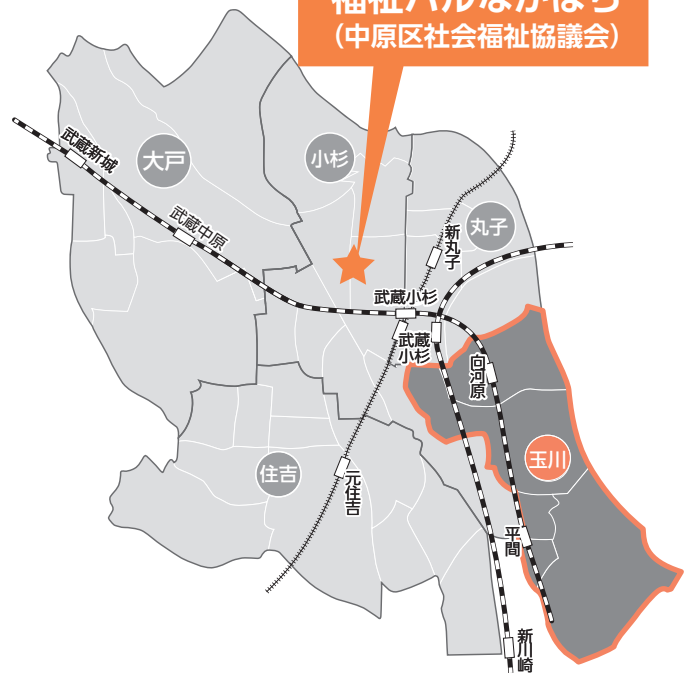 福祉パルなかはら
（中原区社会福祉協議会）
大戸
小杉
丸子
武蔵新城
武蔵中原
新丸子
武蔵小杉
武蔵
小杉
向河原
玉川
住吉
元住吉
平間
新川崎